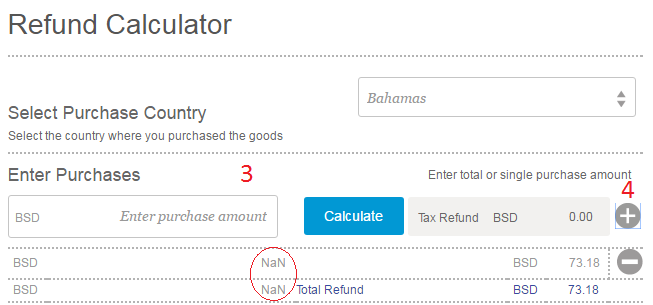 Refund Calculator
Select Purchase Country
Bahamas
Select the country where you purchased the goods
Enter Purchases 3 Enter total or single purchase amount 4
BSD Enter purchase amount Calculate Tax Refund BSD 0.00 +
BSD NaN BSD 73.18 −
BSD NaN Total Refund BSD 73.18